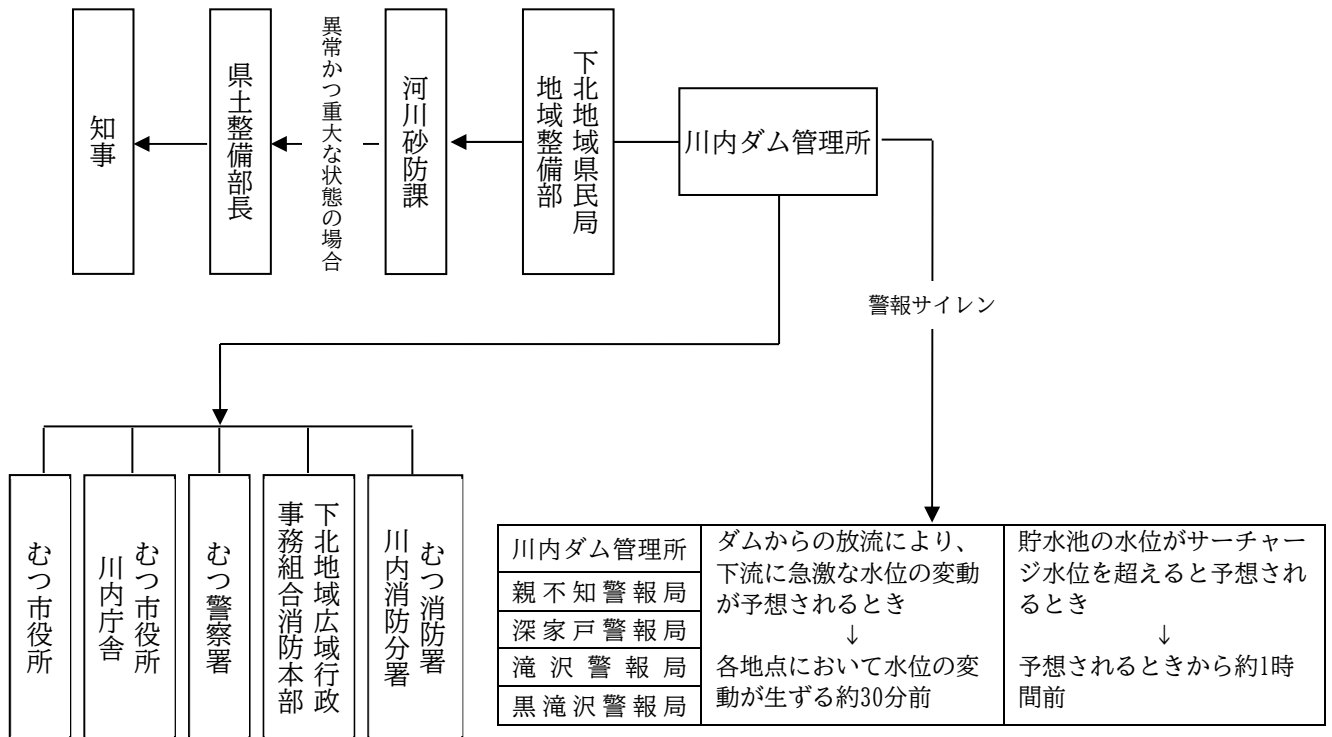 知事
県土整備部長
異常かつ重大な状態の場合
河川砂防課
下北地域県民局
地域整備部
川内ダム管理所
警報サイレン
むつ市役所
むつ市役所
川内庁舎
むつ警察署
下北地域広域行政
事務組合消防本部
むつ消防署
川内消防分署
川内ダム管理所
親不知警報局
深家戸警報局
滝沢警報局
黒滝沢警報局
ダムからの放流により、
下流に急激な水位の変動
が予想されるとき
↓
各地点において水位の変
動が生ずる約30分前
貯水池の水位がサーチャー
ジ水位を超えると予想され
るとき
↓
予想されるときから約1時
間前